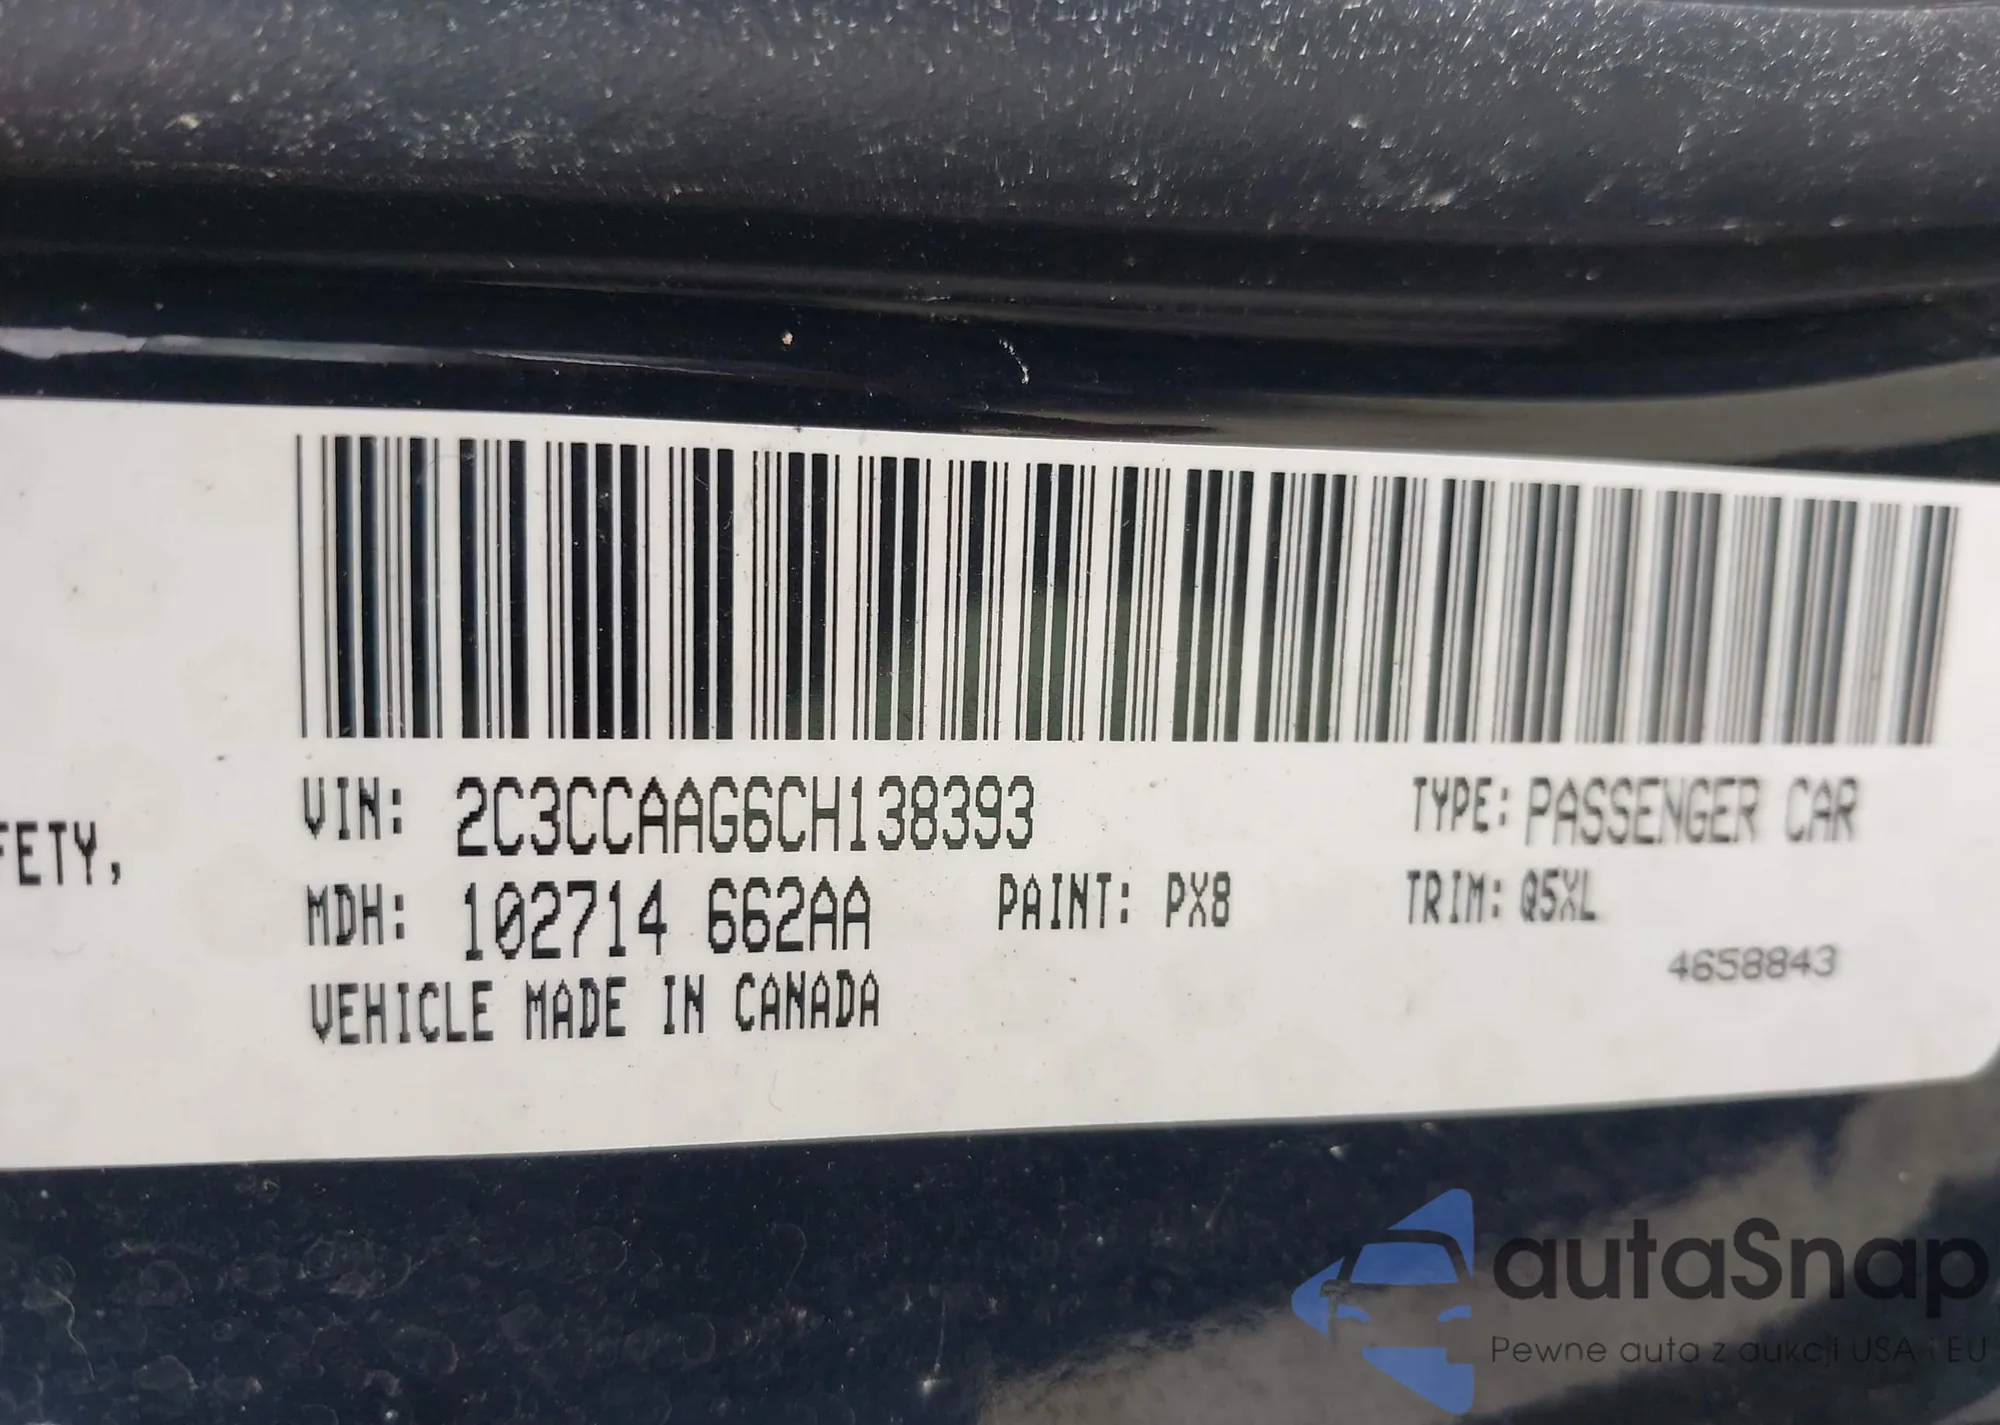 FETY,
VIN: 2C3CCAAG6CH138393
TYPE: PASSENGER CAR
MDH: 102714 662AA
PAINT: PX8
TRIM: Q5XL
4658843
VEHICLE MADE IN CANADA
autaSnap
Pewne auta z aukcji USA i EU